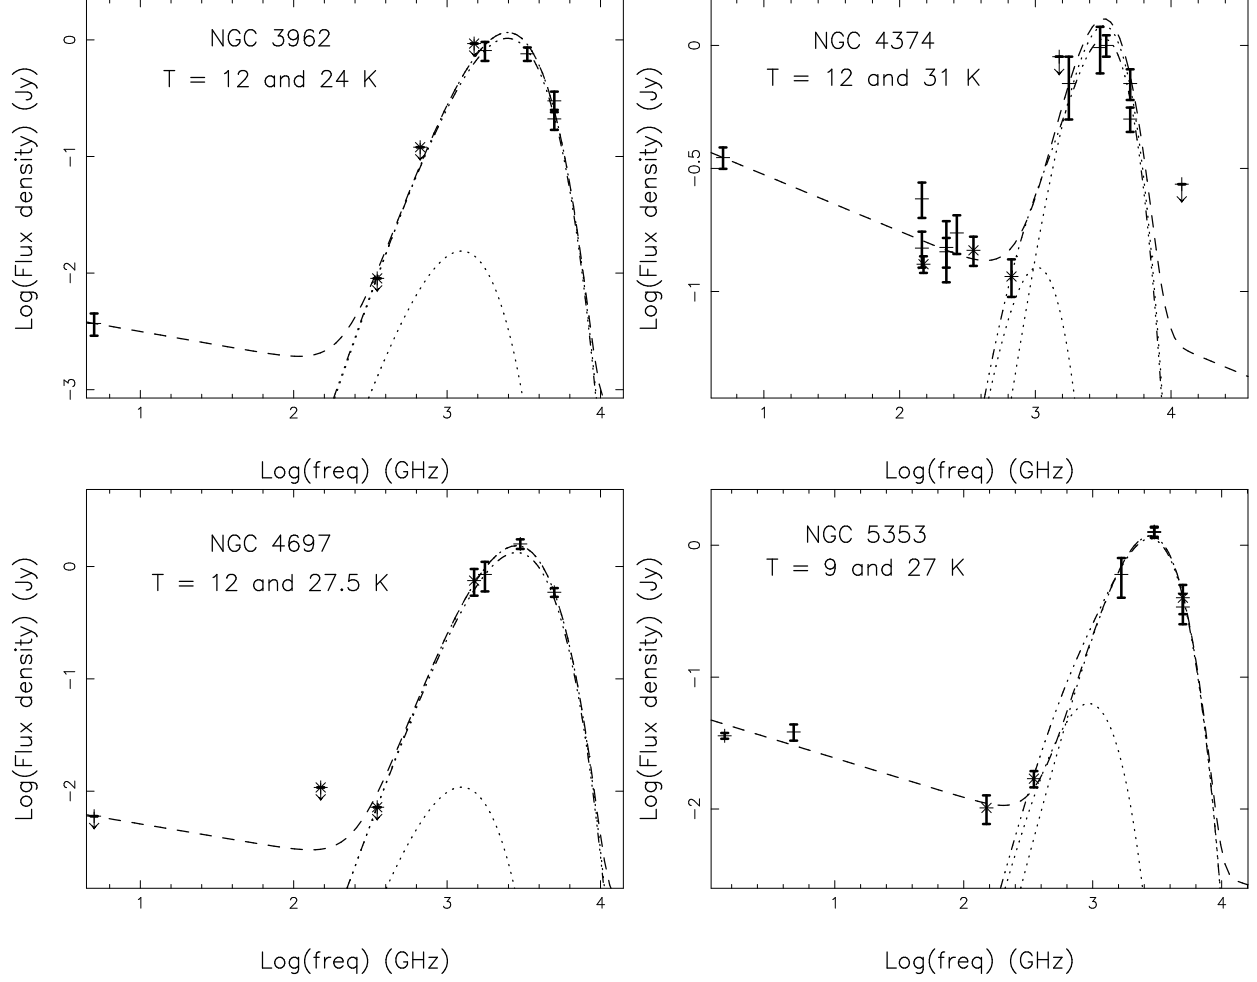 NGC 3962
T = 12 and 24 K
Log(Flux density) (Jy)
0
−1
−2
−3
1 2 3 4
Log(freq) (GHz)
NGC 4374
T = 12 and 31 K
Log(Flux density) (Jy)
0
−0.5
−1
1 2 3 4
Log(freq) (GHz)
NGC 4697
T = 12 and 27.5 K
Log(Flux density) (Jy)
0
−1
−2
1 2 3 4
Log(freq) (GHz)
NGC 5353
T = 9 and 27 K
Log(Flux density) (Jy)
0
−1
−2
1 2 3 4
Log(freq) (GHz)